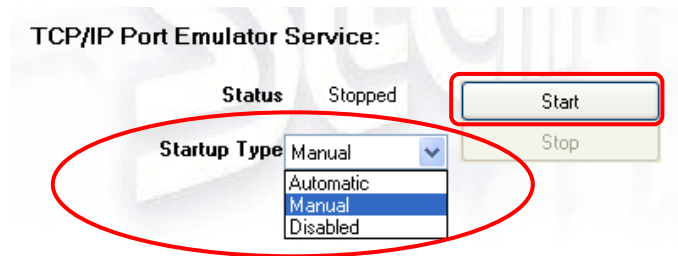 TCP/IP Port Emulator Service:
Status Stopped Start
Startup Type Manual Stop
Automatic
Manual
Disabled